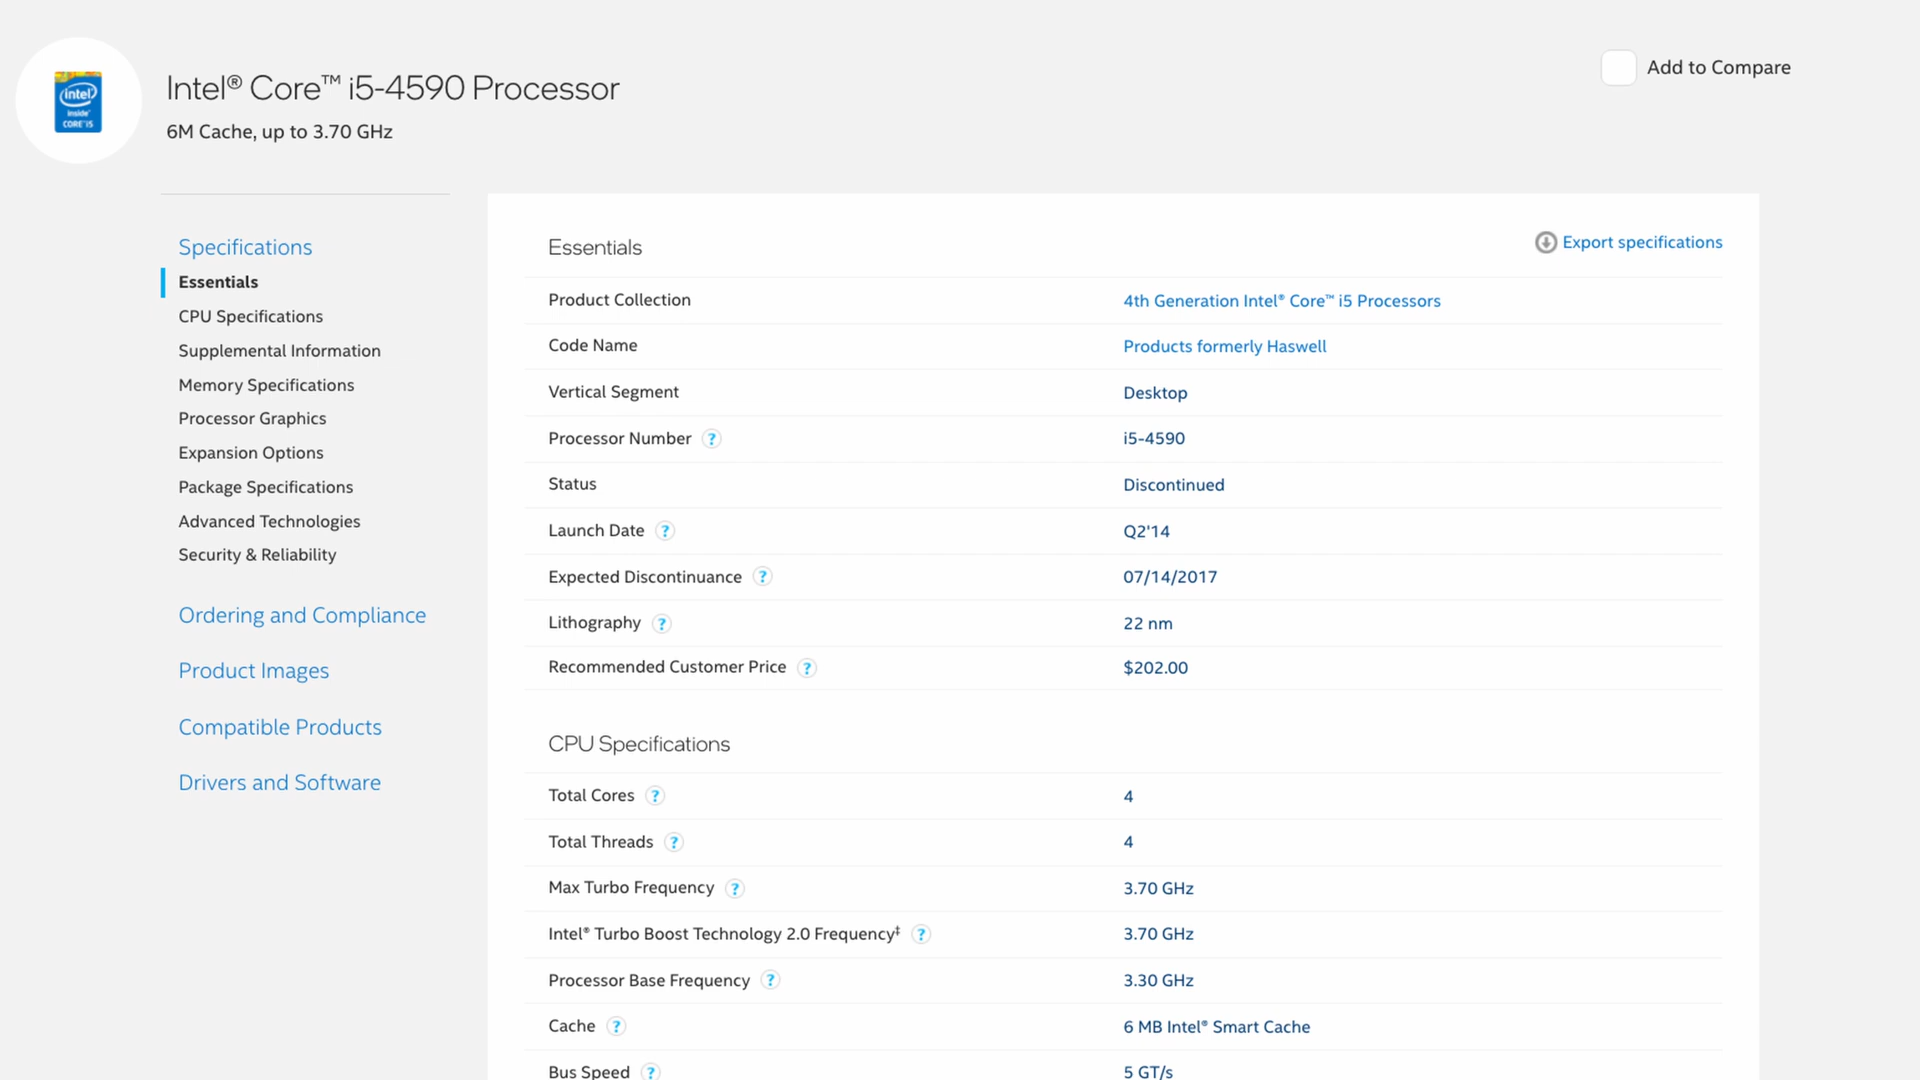 intel
inside
CORE i5
Intel® Core™ i5-4590 Processor
6M Cache, up to 3.70 GHz
Add to Compare
Specifications
Essentials
CPU Specifications
Supplemental Information
Memory Specifications
Processor Graphics
Expansion Options
Package Specifications
Advanced Technologies
Security & Reliability
Ordering and Compliance
Product Images
Compatible Products
Drivers and Software
Essentials
Export specifications
Product Collection 4th Generation Intel® Core™ i5 Processors
Code Name Products formerly Haswell
Vertical Segment Desktop
Processor Number ? i5-4590
Status Discontinued
Launch Date ? Q2'14
Expected Discontinuance ? 07/14/2017
Lithography ? 22 nm
Recommended Customer Price ? $202.00
CPU Specifications
Total Cores ? 4
Total Threads ? 4
Max Turbo Frequency ? 3.70 GHz
Intel® Turbo Boost Technology 2.0 Frequency‡ ? 3.70 GHz
Processor Base Frequency ? 3.30 GHz
Cache ? 6 MB Intel® Smart Cache
Bus Speed ? 5 GT/s